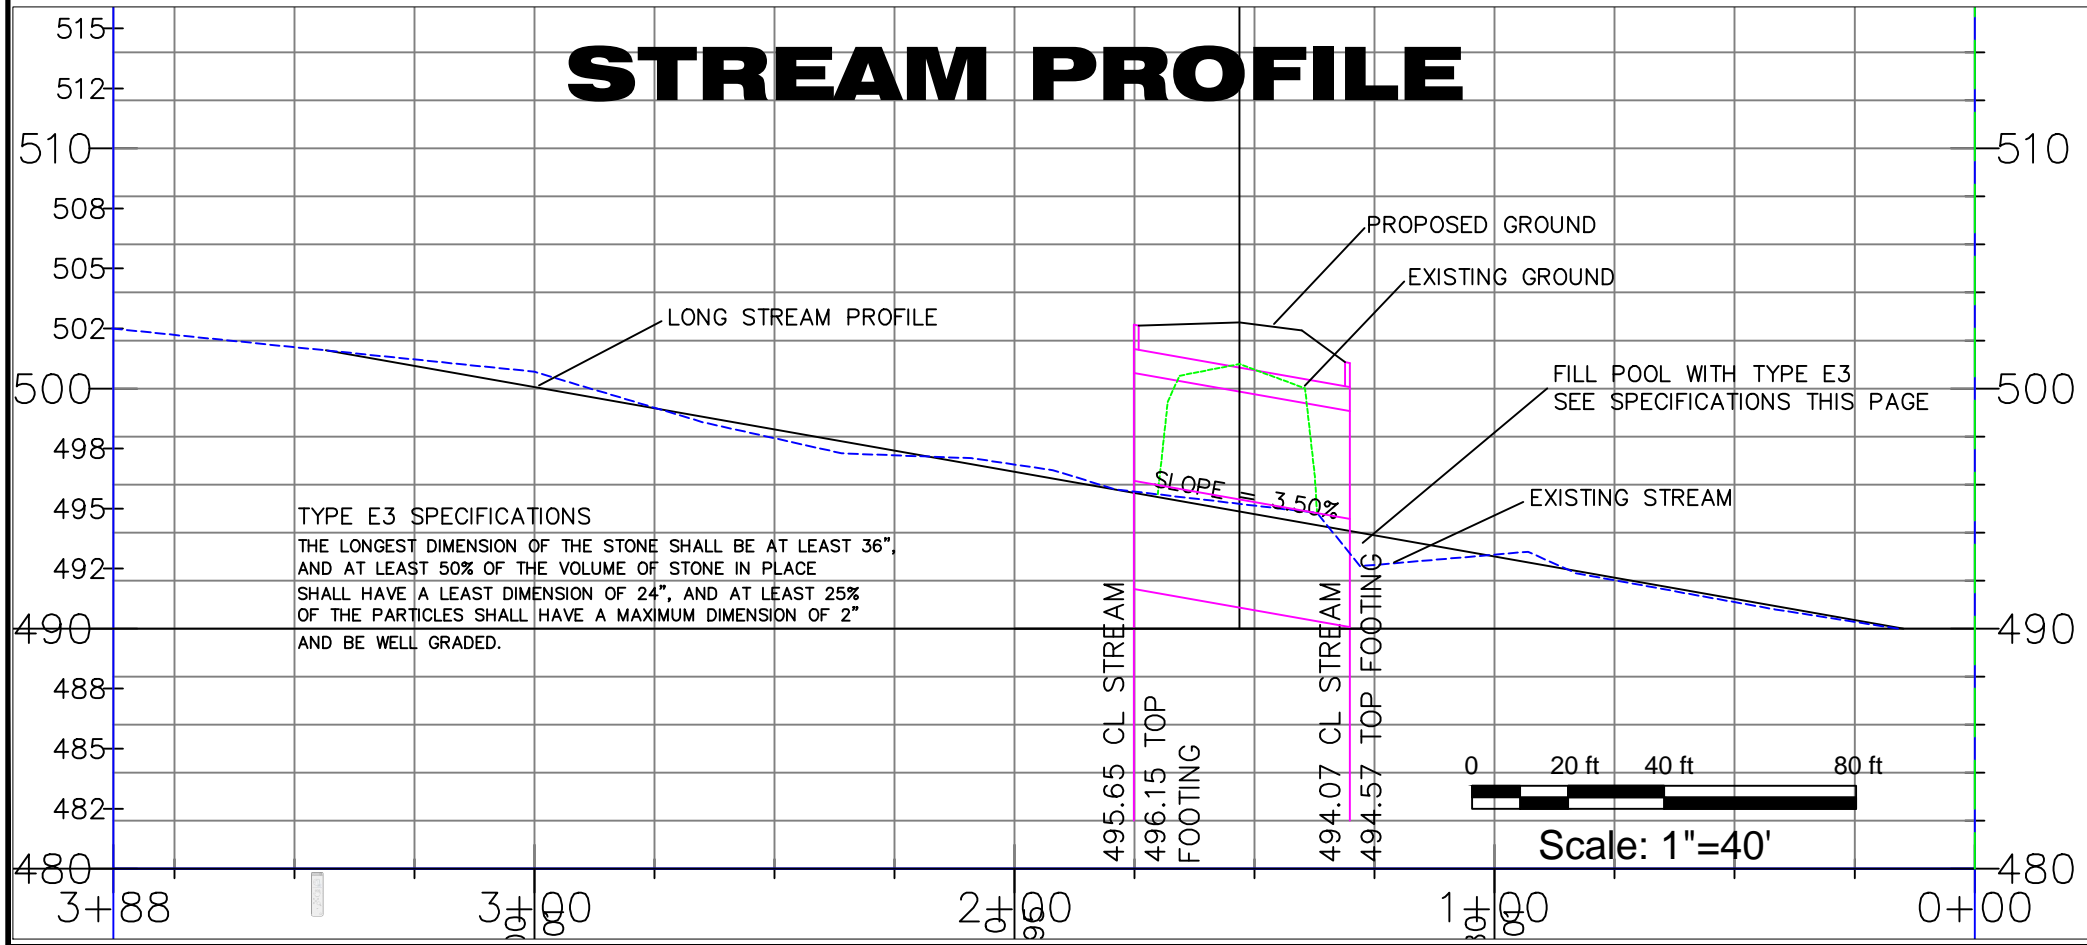 STREAM PROFILE
515
512
510
508
505
502
500
498
495
492
490
488
485
482
480
510
500
490
480
PROPOSED GROUND
EXISTING GROUND
LONG STREAM PROFILE
FILL POOL WITH TYPE E3
SEE SPECIFICATIONS THIS PAGE
SLOPE = 3.50%
EXISTING STREAM
TYPE E3 SPECIFICATIONS
THE LONGEST DIMENSION OF THE STONE SHALL BE AT LEAST 36",
AND AT LEAST 50% OF THE VOLUME OF STONE IN PLACE
SHALL HAVE A LEAST DIMENSION OF 24", AND AT LEAST 25%
OF THE PARTICLES SHALL HAVE A MAXIMUM DIMENSION OF 2"
AND BE WELL GRADED.
495.65 CL STREAM
496.15 TOP
FOOTING
494.07 CL STREAM
494.57 TOP FOOTING
0 20 ft 40 ft 80 ft
Scale: 1"=40'
3+88 3+00 2+00 1+00 0+00